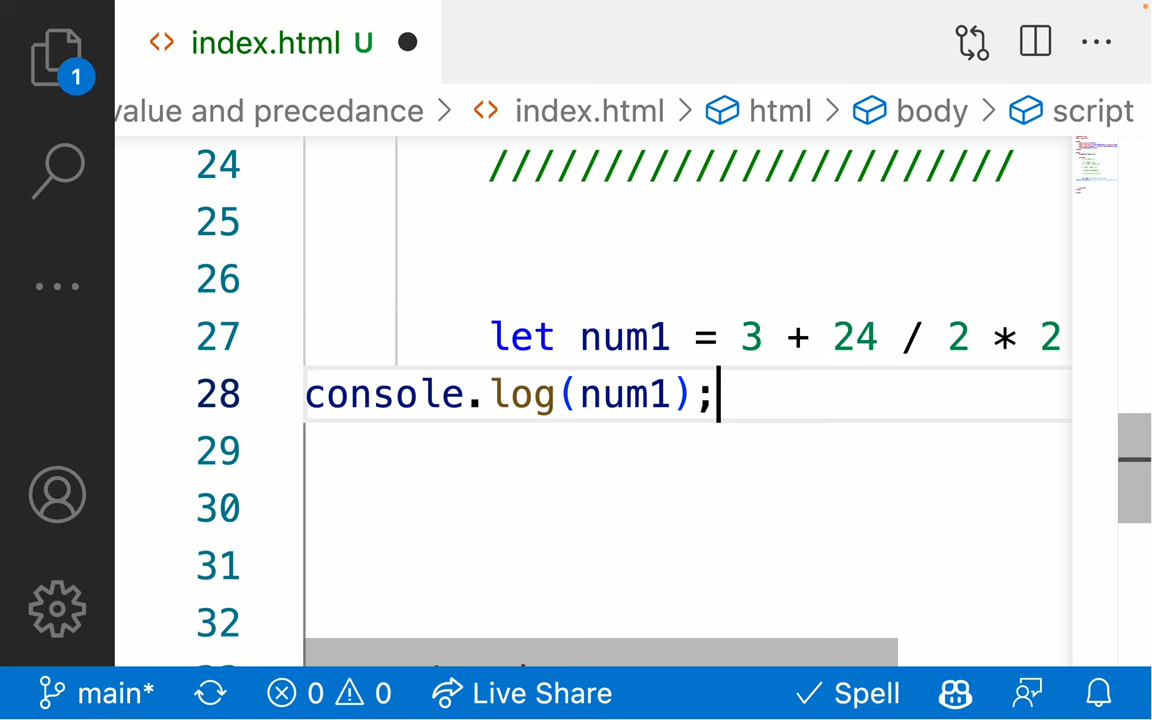 index.html U
1
value and precedance > index.html > html > body > script
24 ///////////////////////
25
26
27 let num1 = 3 + 24 / 2 * 2
28 console.log(num1);
29
30
31
32
main* 0 0 Live Share Spell